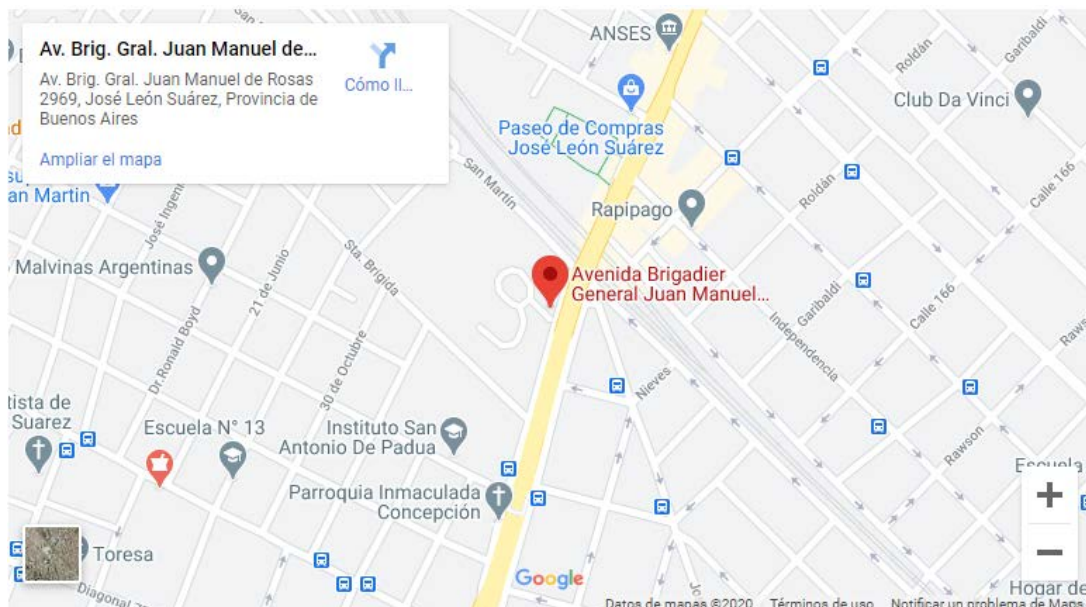 Av. Brig. Gral. Juan Manuel de...
Av. Brig. Gral. Juan Manuel de Rosas
2969, José León Suárez, Provincia de
Buenos Aires
Ampliar el mapa
Cómo ll...
ANSES
Paseo de Compras
José León Suárez
Roldán
Garibaldi
Club Da Vinci
an Martin
José Ingeni
San Martín
Rapipago
Roldán
Calle 166
Malvinas Argentinas
21 de Junio
Sta. Brigida
Avenida Brigadier
General Juan Manuel...
Garibaldi
Calle 166
Independencia
Dr.Ronald Boyd
30 de Octubre
Nieves
Rawson
tista de
Suarez
Escuela N° 13
Instituto San
Antonio De Padua
Rawson
Escuela
Parroquia Inmaculada
Concepción
+
−
Toresa
Diagonal
Google
Hogar de
Datos de mapas ©2020
Términos de uso
Notificar un problema de Maps